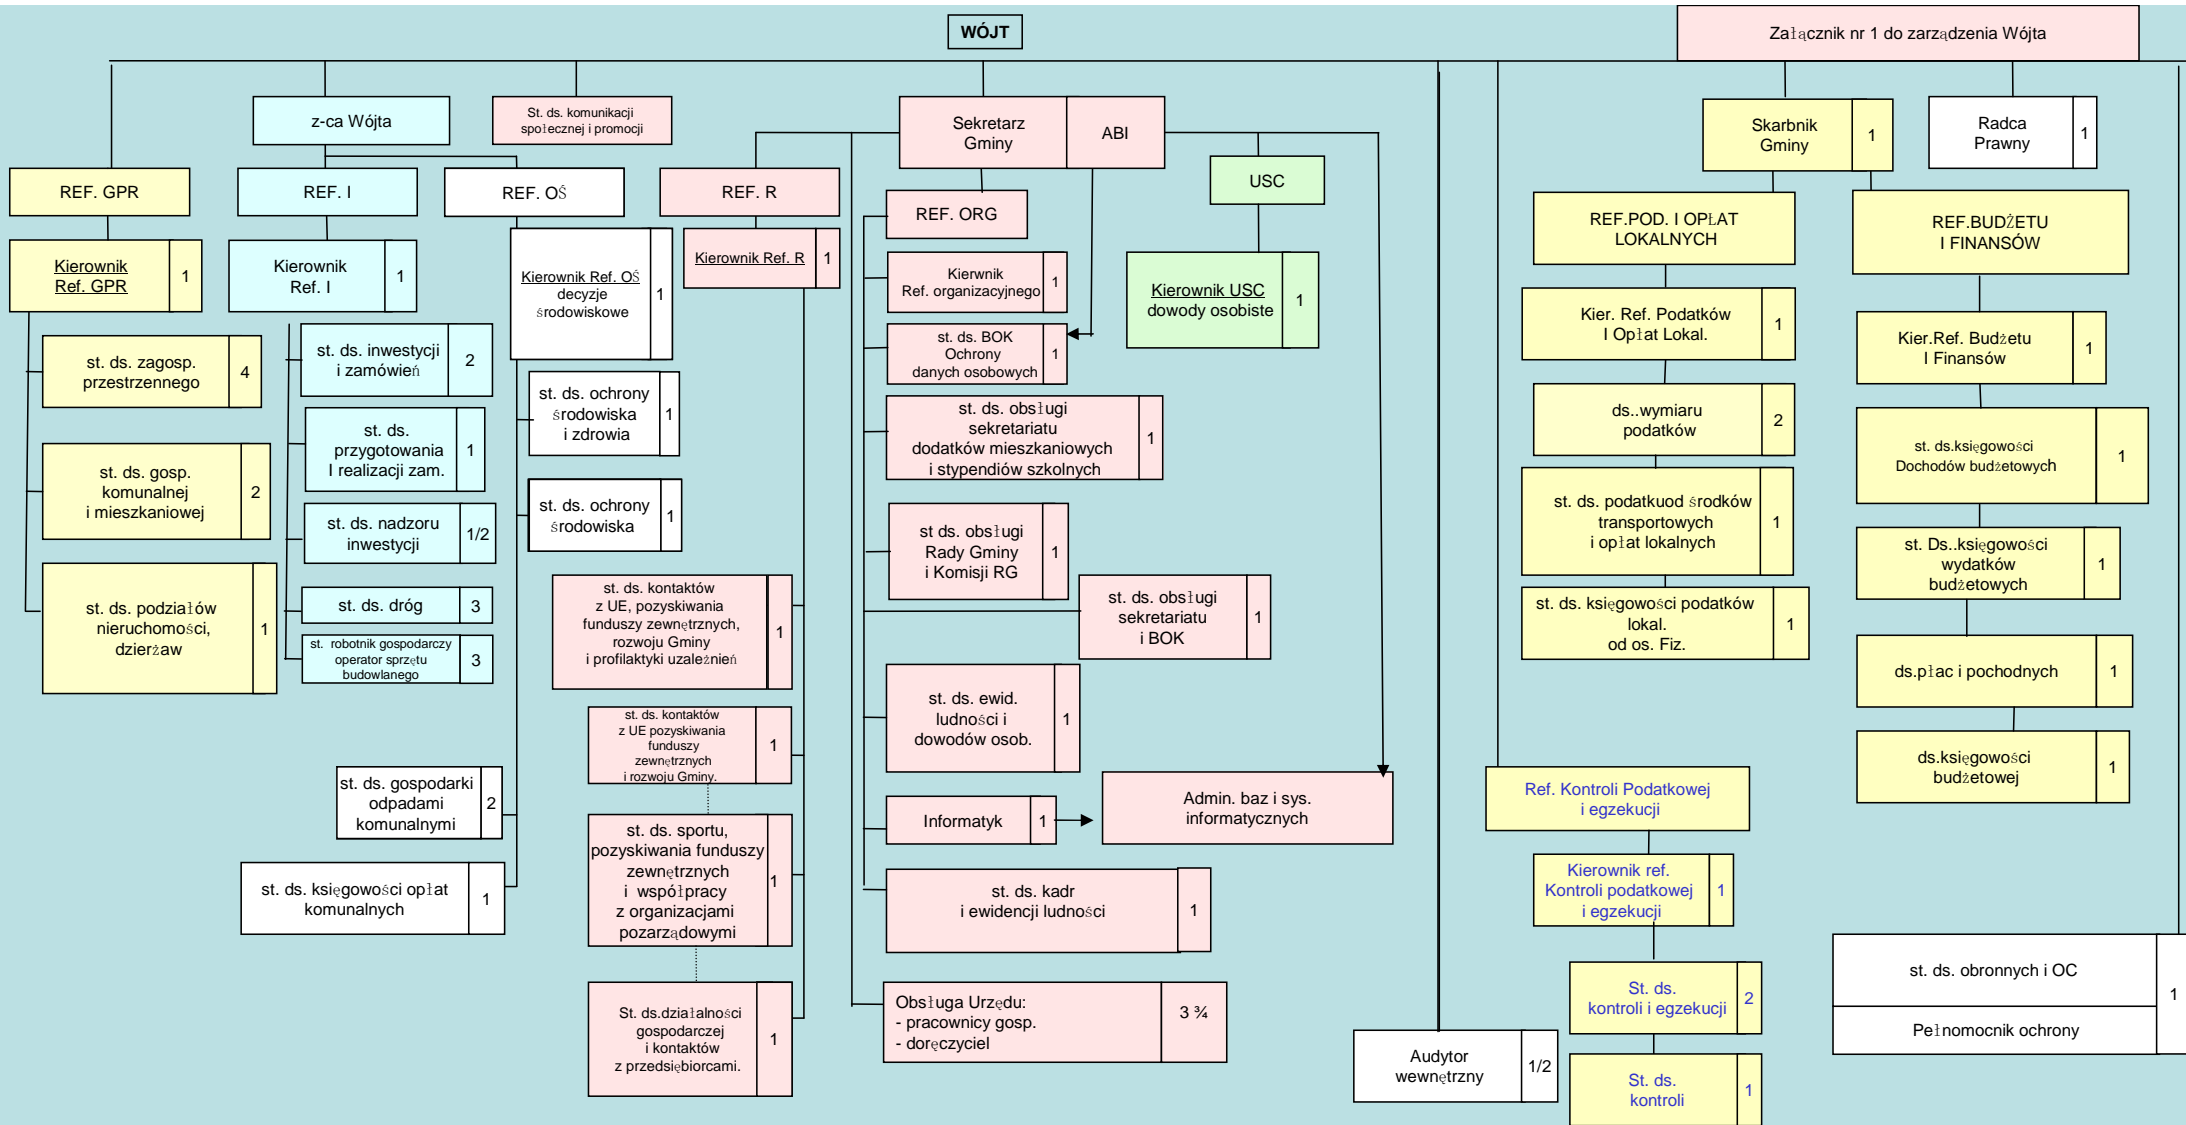 WÓJT
Załącznik nr 1 do zarządzenia Wójta
z-ca Wójta
St. ds. komunikacji
społecznej i promocji
Sekretarz
Gminy
ABI
Skarbnik
Gminy
1
Radca
Prawny
1
REF. GPR
REF. I
REF. OŚ
REF. R
REF. ORG
USC
REF.POD. I OPŁAT
LOKALNYCH
REF.BUDŻETU
I FINANSÓW
Kierownik
Ref. GPR
1
st. ds. zagosp.
przestrzennego
4
st. ds. gosp.
komunalnej
i mieszkaniowej
2
st. ds. podziałów
nieruchomości,
dzierżaw
1
Kierownik
Ref. I
1
st. ds. inwestycji
i zamówień
2
st. ds.
przygotowania
I realizacji zam.
1
st. ds. nadzoru
inwestycji
1/2
st. ds. dróg
3
st. robotnik gospodarczy
operator sprzętu
budowlanego
3
Kierownik Ref. OŚ
decyzje
środowiskowe
1
st. ds. ochrony
środowiska
i zdrowia
1
st. ds. ochrony
środowiska
1
st. ds. gospodarki
odpadami
komunalnymi
2
st. ds. księgowości opłat
komunalnych
1
Kierownik Ref. R
1
st. ds. kontaktów
z UE, pozyskiwania
funduszy zewnętrznych,
rozwoju Gminy
i profilaktyki uzależnień
1
st. ds. kontaktów
z UE pozyskiwania
funduszy
zewnętrznych
i rozwoju Gminy.
1
st. ds. sportu,
pozyskiwania funduszy
zewnętrznych
i współpracy
z organizacjami
pozarządowymi
1
St. ds.działalności
gospodarczej
i kontaktów
z przedsiębiorcami.
1
Kierwnik
Ref. organizacyjnego
1
st. ds. BOK
Ochrony
danych osobowych
1
st. ds. obsługi
sekretariatu
dodatków mieszkaniowych
i stypendiów szkolnych
1
st ds. obsługi
Rady Gminy
i Komisji RG
1
st. ds. obsługi
sekretariatu
i BOK
1
st. ds. ewid.
ludności i
dowodów osob.
1
Informatyk
1
Admin. baz i sys.
informatycznych
st. ds. kadr
i ewidencji ludności
1
Obsługa Urzędu:
- pracownicy gosp.
- doręczyciel
3 ¾
Kierownik USC
dowody osobiste
1
Audytor
wewnętrzny
1/2
Kier. Ref. Podatków
I Opłat Lokal.
1
ds..wymiaru
podatków
2
st. ds. podatkuod środków
transportowych
i opłat lokalnych
1
st. ds. księgowości podatków
lokal.
od os. Fiz.
1
Ref. Kontroli Podatkowej
i egzekucji
Kierownik ref.
Kontroli podatkowej
i egzekucji
1
St. ds.
kontroli i egzekucji
2
St. ds.
kontroli
1
Kier.Ref. Budżetu
I Finansów
1
st. ds.księgowości
Dochodów budżetowych
1
st. Ds..księgowości
wydatków
budżetowych
1
ds.płac i pochodnych
1
ds.księgowości
budżetowej
1
st. ds. obronnych i OC
Pełnomocnik ochrony
1